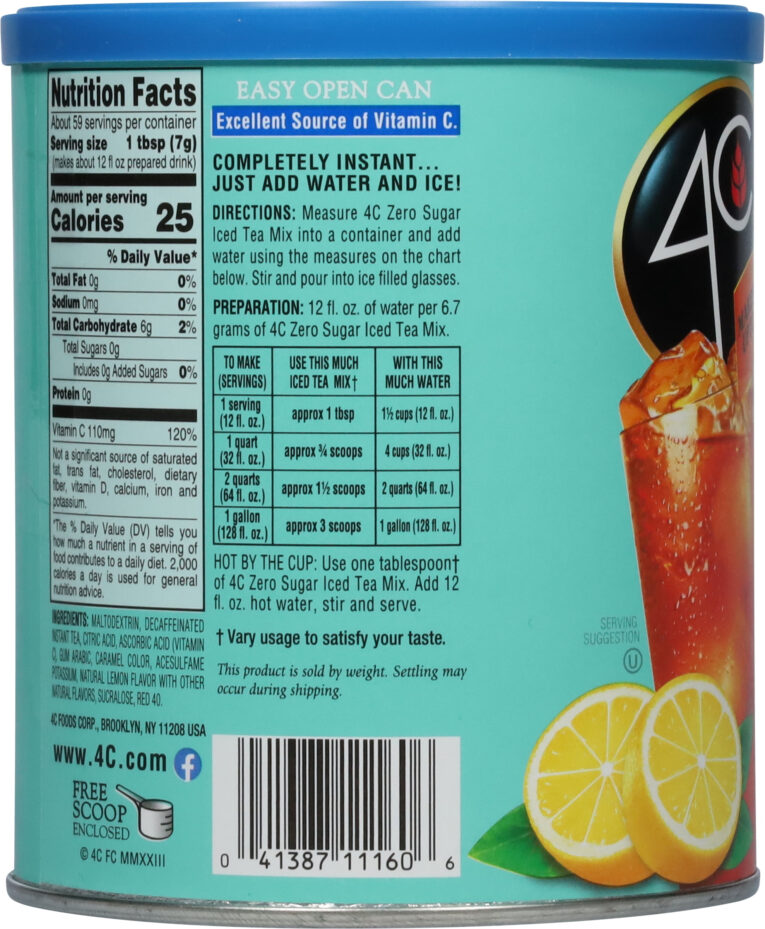 Nutrition Facts
About 59 servings per container
Serving size 1 tbsp (7g)
(makes about 12 fl oz prepared drink)
Amount per serving
Calories 25
% Daily Value*
Total Fat 0g 0%
Sodium 0mg 0%
Total Carbohydrate 6g 2%
Total Sugars 0g
Includes 0g Added Sugars 0%
Protein 0g
Vitamin C 110mg 120%
Not a significant source of saturated
fat, trans fat, cholesterol, dietary
fiber, vitamin D, calcium, iron and
potassium.
*The % Daily Value (DV) tells you
how much a nutrient in a serving of
food contributes to a daily diet. 2,000
calories a day is used for general
nutrition advice.
INGREDIENTS: MALTODEXTRIN, DECAFFEINATED
INSTANT TEA, CITRIC ACID, ASCORBIC ACID (VITAMIN
C), GUM ARABIC, CARAMEL COLOR, ACESULFAME
POTASSIUM, NATURAL LEMON FLAVOR WITH OTHER
NATURAL FLAVORS, SUCRALOSE, RED 40.
4C FOODS CORP., BROOKLYN, NY 11208 USA
www.4C.com f
FREE
SCOOP
ENCLOSED
© 4C FC MMXXIII
EASY OPEN CAN
Excellent Source of Vitamin C.
COMPLETELY INSTANT...
JUST ADD WATER AND ICE!
DIRECTIONS: Measure 4C Zero Sugar
Iced Tea Mix into a container and add
water using the measures on the chart
below. Stir and pour into ice filled glasses.
PREPARATION: 12 fl. oz. of water per 6.7
grams of 4C Zero Sugar Iced Tea Mix.
TO MAKE (SERVINGS) USE THIS MUCH ICED TEA MIX† WITH THIS MUCH WATER
1 serving (12 fl. oz.) approx 1 tbsp 1½ cups (12 fl. oz.)
1 quart (32 fl. oz.) approx ¾ scoops 4 cups (32 fl. oz.)
2 quarts (64 fl. oz.) approx 1½ scoops 2 quarts (64 fl. oz.)
1 gallon (128 fl. oz.) approx 3 scoops 1 gallon (128 fl. oz.)
HOT BY THE CUP: Use one tablespoon†
of 4C Zero Sugar Iced Tea Mix. Add 12
fl. oz. hot water, stir and serve.
† Vary usage to satisfy your taste.
This product is sold by weight. Settling may
occur during shipping.
0 41387 11160 6
4C
SERVING
SUGGESTION
U